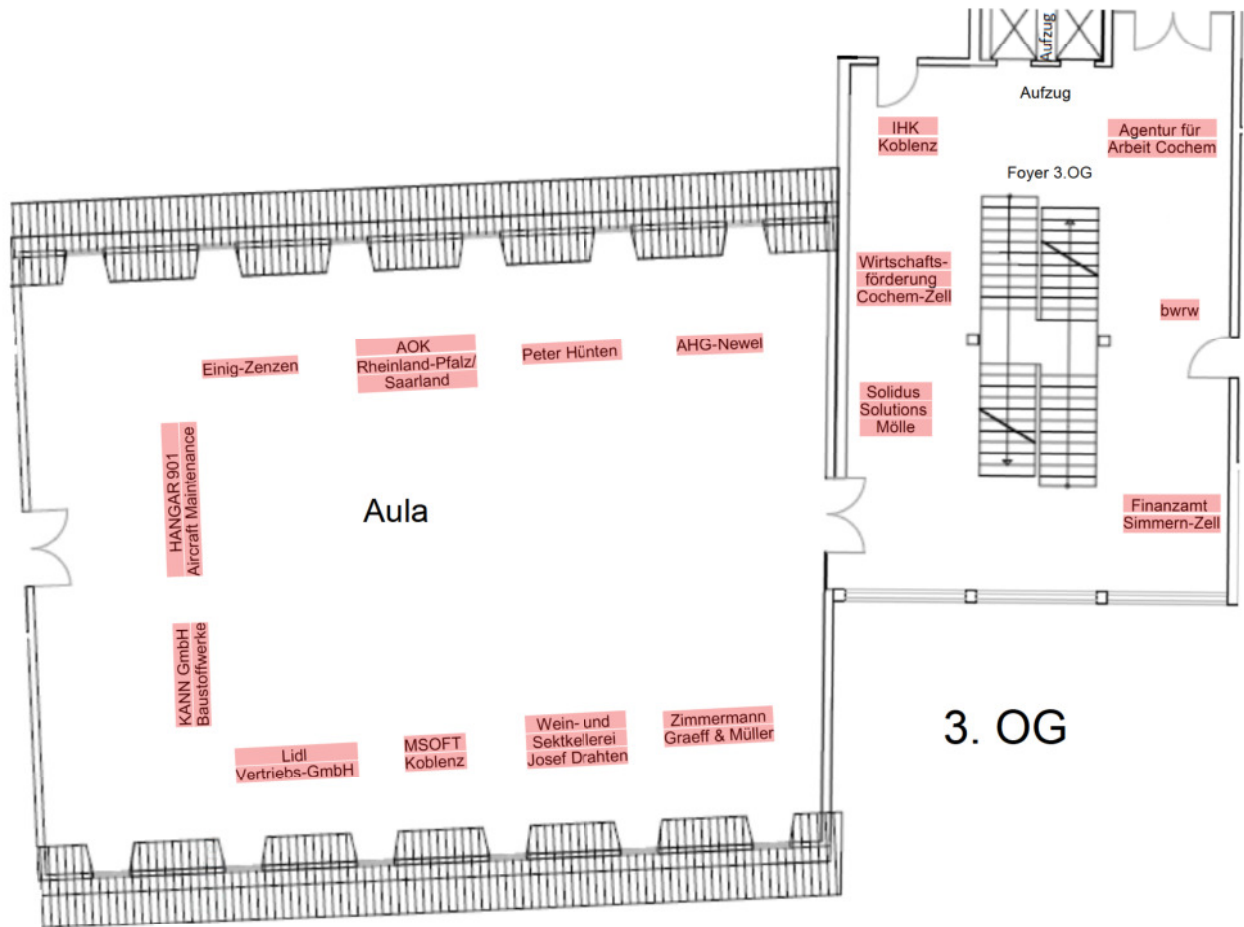 Aufzug
Aufzug
IHK
Koblenz
Agentur für
Arbeit Cochem
Foyer 3.OG
Wirtschafts-
förderung
Cochem-Zell
bwrw
Solidus
Solutions
Mölle
Finanzamt
Simmern-Zell
Einig-Zenzen
AOK
Rheinland-Pfalz/
Saarland
Peter Hünten
AHG-Newel
HANGAR 901
Aircraft Maintenance
Aula
KANN GmbH
Baustoffwerke
Lidl
Vertriebs-GmbH
MSOFT
Koblenz
Wein- und
Sektkellerei
Josef Drahten
Zimmermann
Graeff & Müller
3. OG